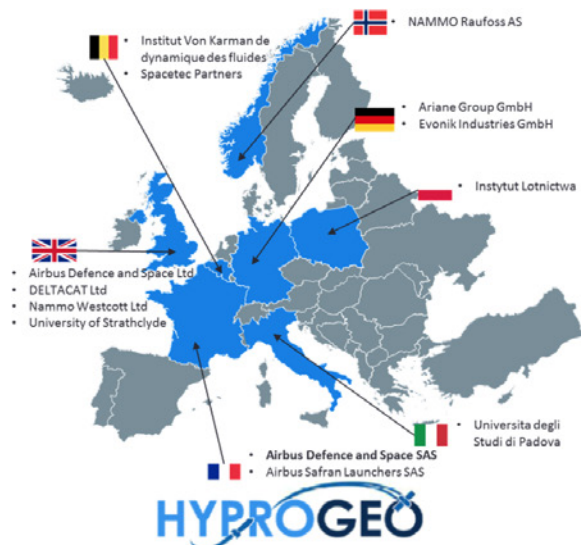 NAMMO Raufoss AS
Institut Von Karman de
dynamique des fluides
Spacetec Partners
Ariane Group GmbH
Evonik Industries GmbH
Instytut Lotnictwa
Airbus Defence and Space Ltd
DELTACAT Ltd
Nammo Westcott Ltd
University of Strathclyde
Universita degli
Studi di Padova
Airbus Defence and Space SAS
Airbus Safran Launchers SAS
HYPROGEO